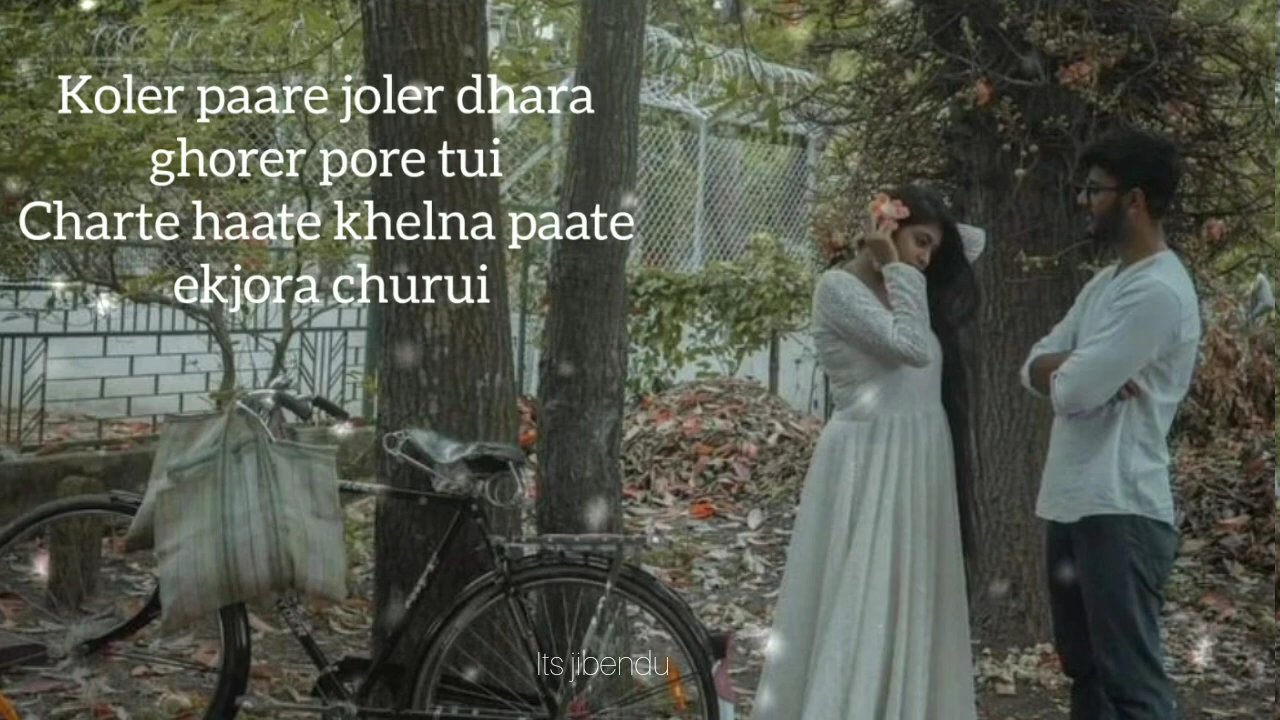 Koler paare joler dhara
ghorer pore tui
Charte haate khelna paate
ekjora churui
Its jibendu